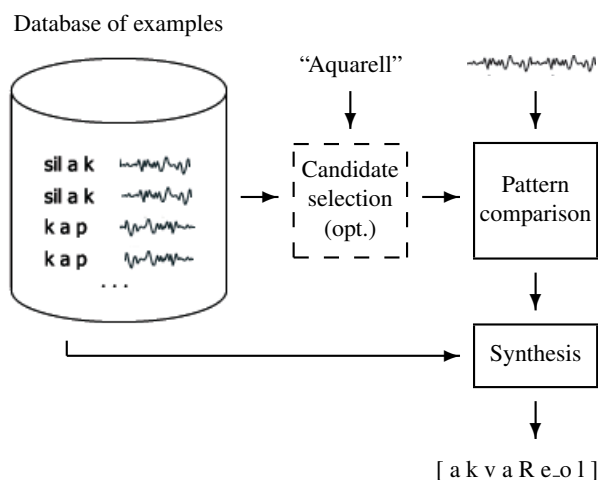 Database of examples
“Aquarell”
sil a k
sil a k
k a p
k a p
. . .
Candidate
selection
(opt.)
Pattern
comparison
Synthesis
[ a k v a R e_o l ]